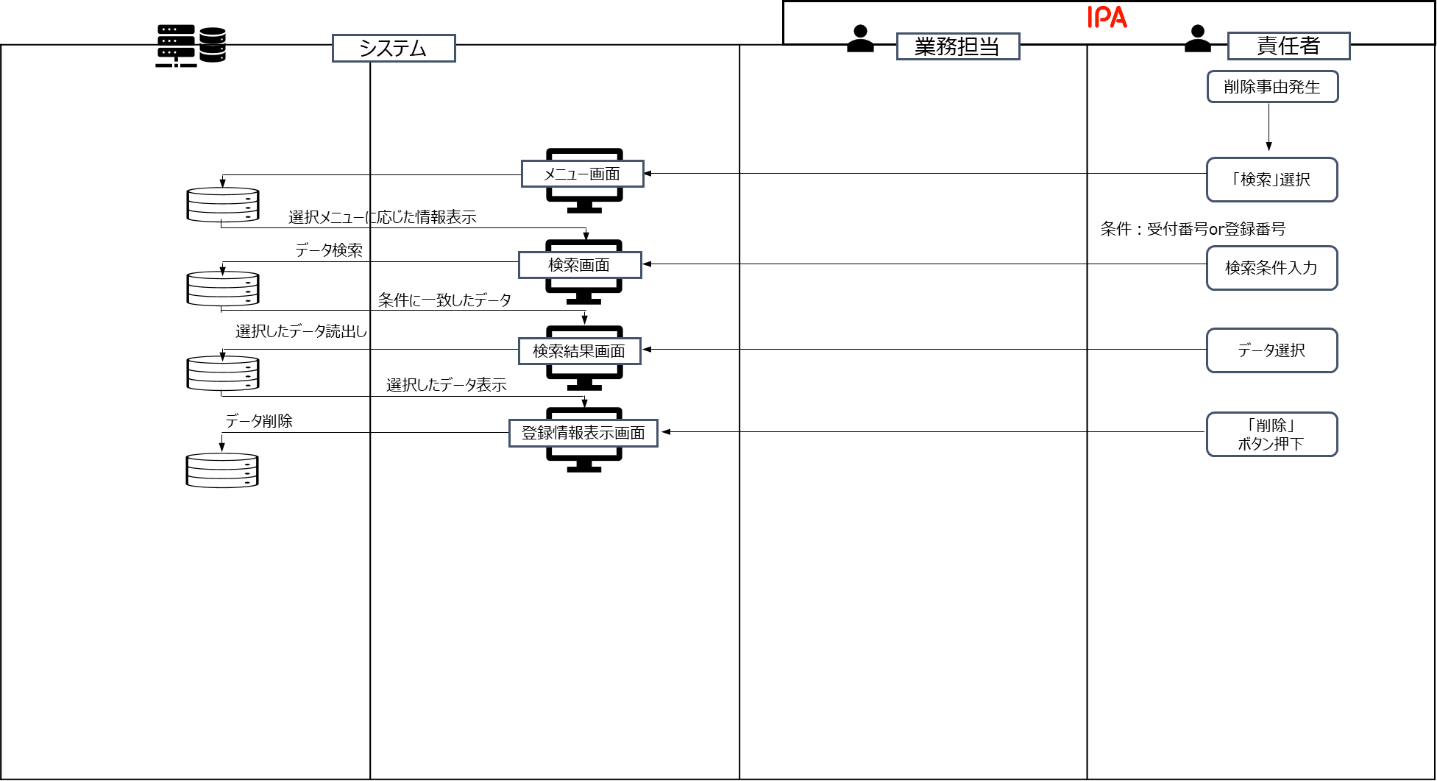 IPA
システム
業務担当
責任者
削除事由発生
メニュー画面
「検索」選択
選択メニューに応じた情報表示
条件：受付番号or登録番号
データ検索
検索画面
検索条件入力
条件に一致したデータ
選択したデータ読出し
検索結果画面
データ選択
選択したデータ表示
データ削除
登録情報表示画面
「削除」
ボタン押下